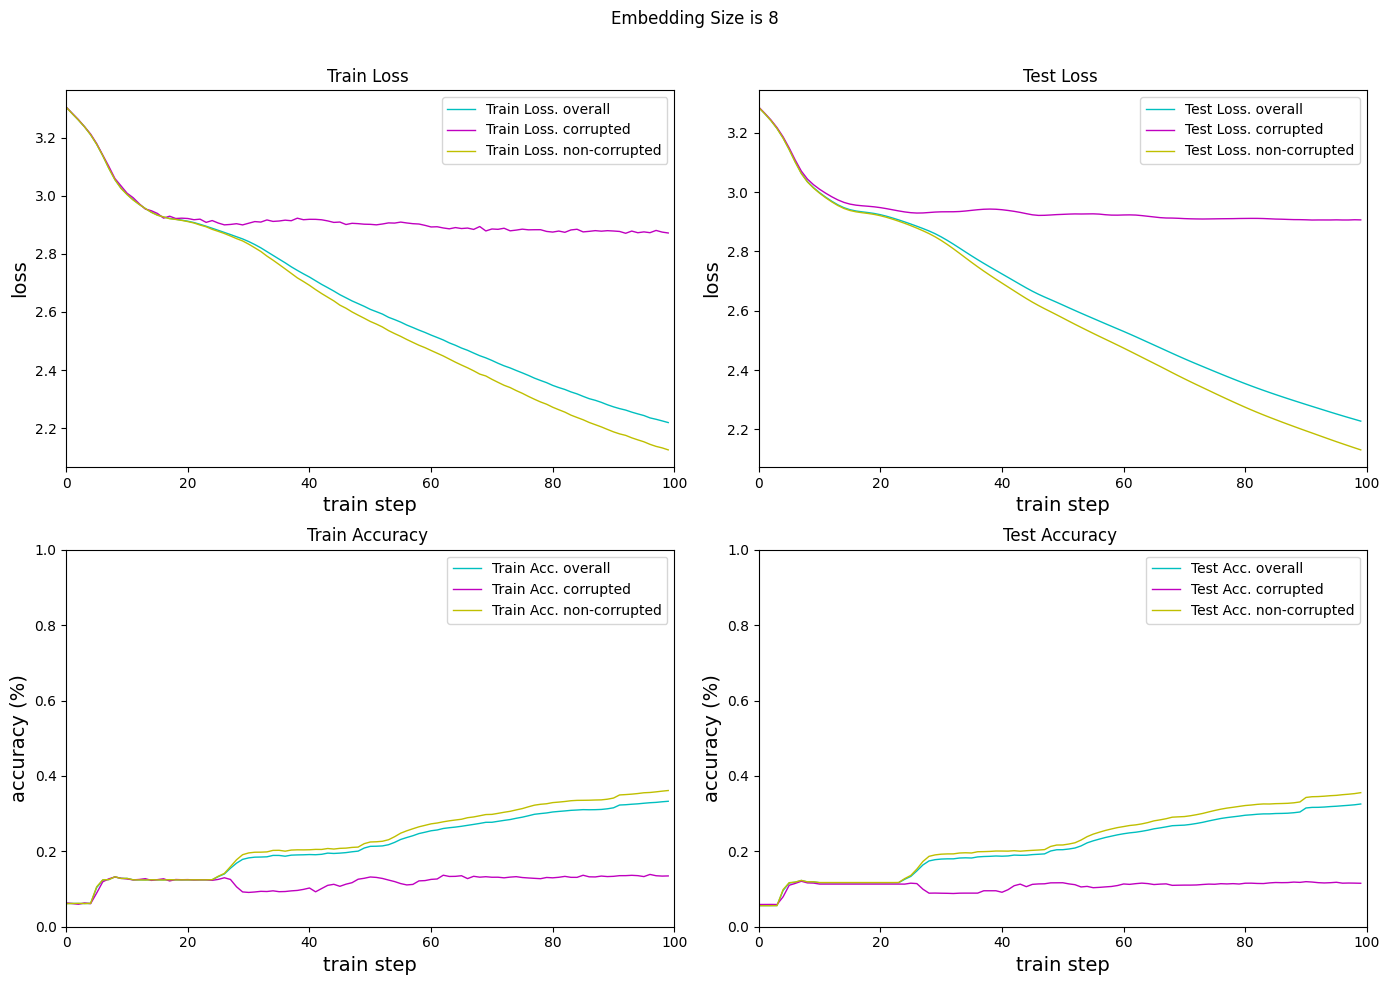 Embedding Size is 8
Train Loss
Train Loss. overall
Train Loss. corrupted
Train Loss. non-corrupted
loss
3.2
3.0
2.8
2.6
2.4
2.2
0 20 40 60 80 100
train step
Test Loss
Test Loss. overall
Test Loss. corrupted
Test Loss. non-corrupted
loss
3.2
3.0
2.8
2.6
2.4
2.2
0 20 40 60 80 100
train step
Train Accuracy
Train Acc. overall
Train Acc. corrupted
Train Acc. non-corrupted
accuracy (%)
1.0
0.8
0.6
0.4
0.2
0.0
0 20 40 60 80 100
train step
Test Accuracy
Test Acc. overall
Test Acc. corrupted
Test Acc. non-corrupted
accuracy (%)
1.0
0.8
0.6
0.4
0.2
0.0
0 20 40 60 80 100
train step